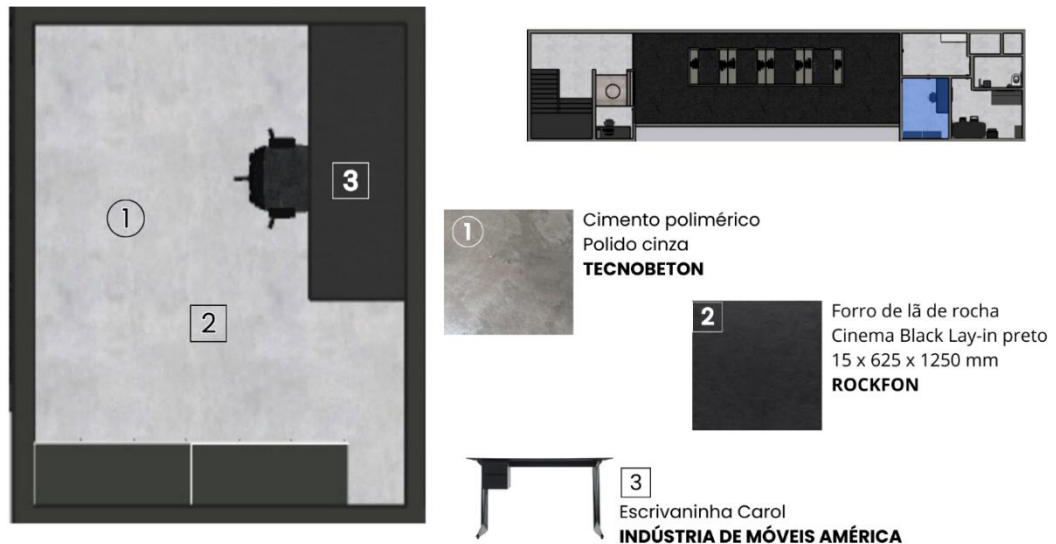 1
2
3
1
Cimento polimérico
Polido cinza
TECNOBETON
2
Forro de lã de rocha
Cinema Black Lay-in preto
15 x 625 x 1250 mm
ROCKFON
3
Escrivaninha Carol
INDÚSTRIA DE MÓVEIS AMÉRICA